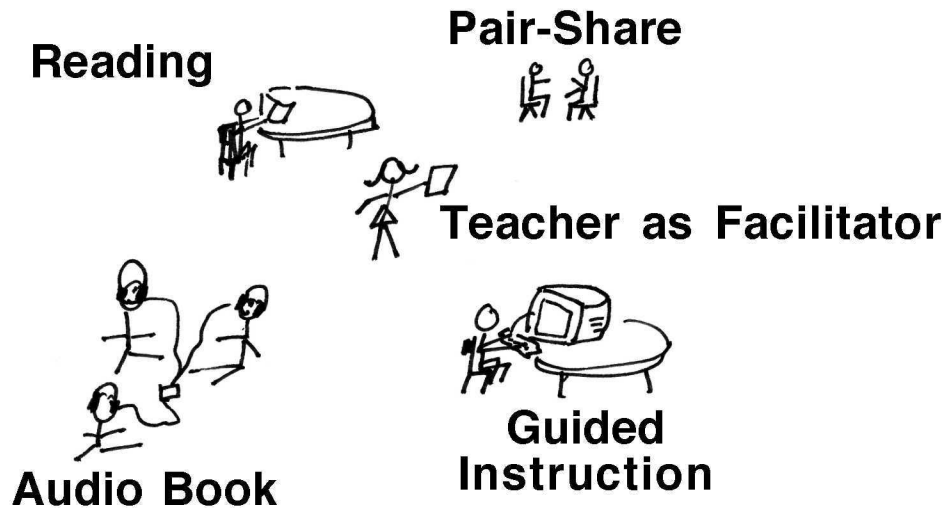 Pair-Share
Reading
Teacher as Facilitator
Guided
Instruction
Audio Book